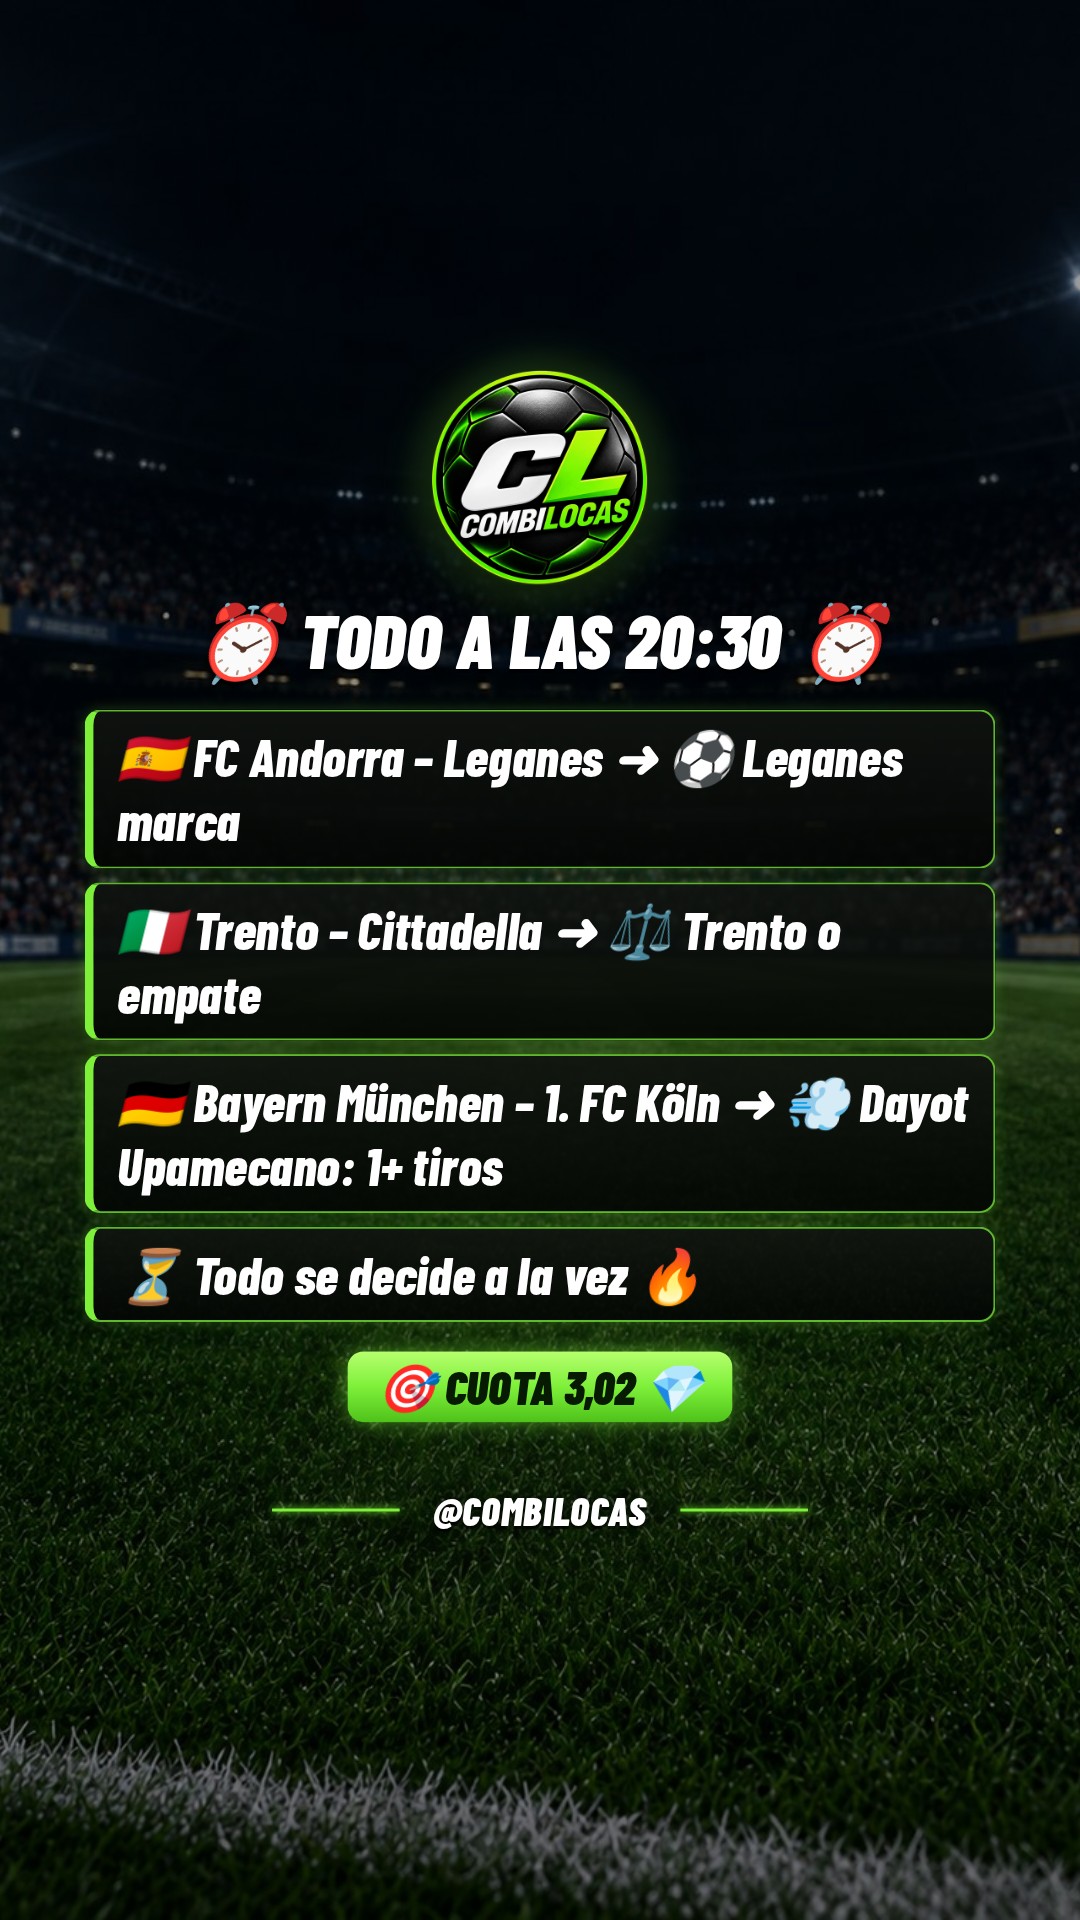 CL
COMBILOCAS
⏰ TODO A LAS 20:30 ⏰
🇪🇸 FC Andorra - Leganes ➜ ⚽ Leganes
marca
🇮🇹 Trento - Cittadella ➜ ⚖️ Trento o
empate
🇩🇪 Bayern München - 1. FC Köln ➜ 💨 Dayot
Upamecano: 1+ tiros
⏳ Todo se decide a la vez 🔥
🎯 CUOTA 3,02 💎
@COMBILOCAS